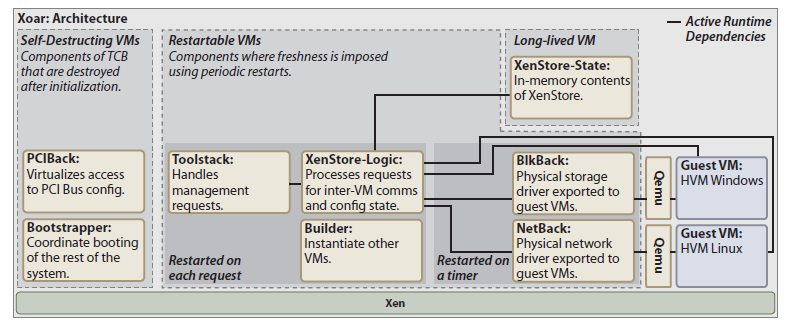 Xoar: Architecture
Active Runtime
Dependencies
Self-Destructing VMs
Components of TCB
that are destroyed
after initialization.
Restartable VMs
Components where freshness is imposed
using periodic restarts.
Long-lived VM
XenStore-State:
In-memory contents
of XenStore.
PCIBack:
Virtualizes access
to PCI Bus config.
Bootstrapper:
Coordinate booting
of the rest of the
system.
Toolstack:
Handles
management
requests.
XenStore-Logic:
Processes requests
for inter-VM comms
and config state.
Builder:
Instantiate other
VMs.
Restarted on
each request
BlkBack:
Physical storage
driver exported to
guest VMs.
NetBack:
Physical network
driver exported to
guest VMs.
Restarted on
a timer
Qemu
Guest VM:
HVM Windows
Qemu
Guest VM:
HVM Linux
Xen